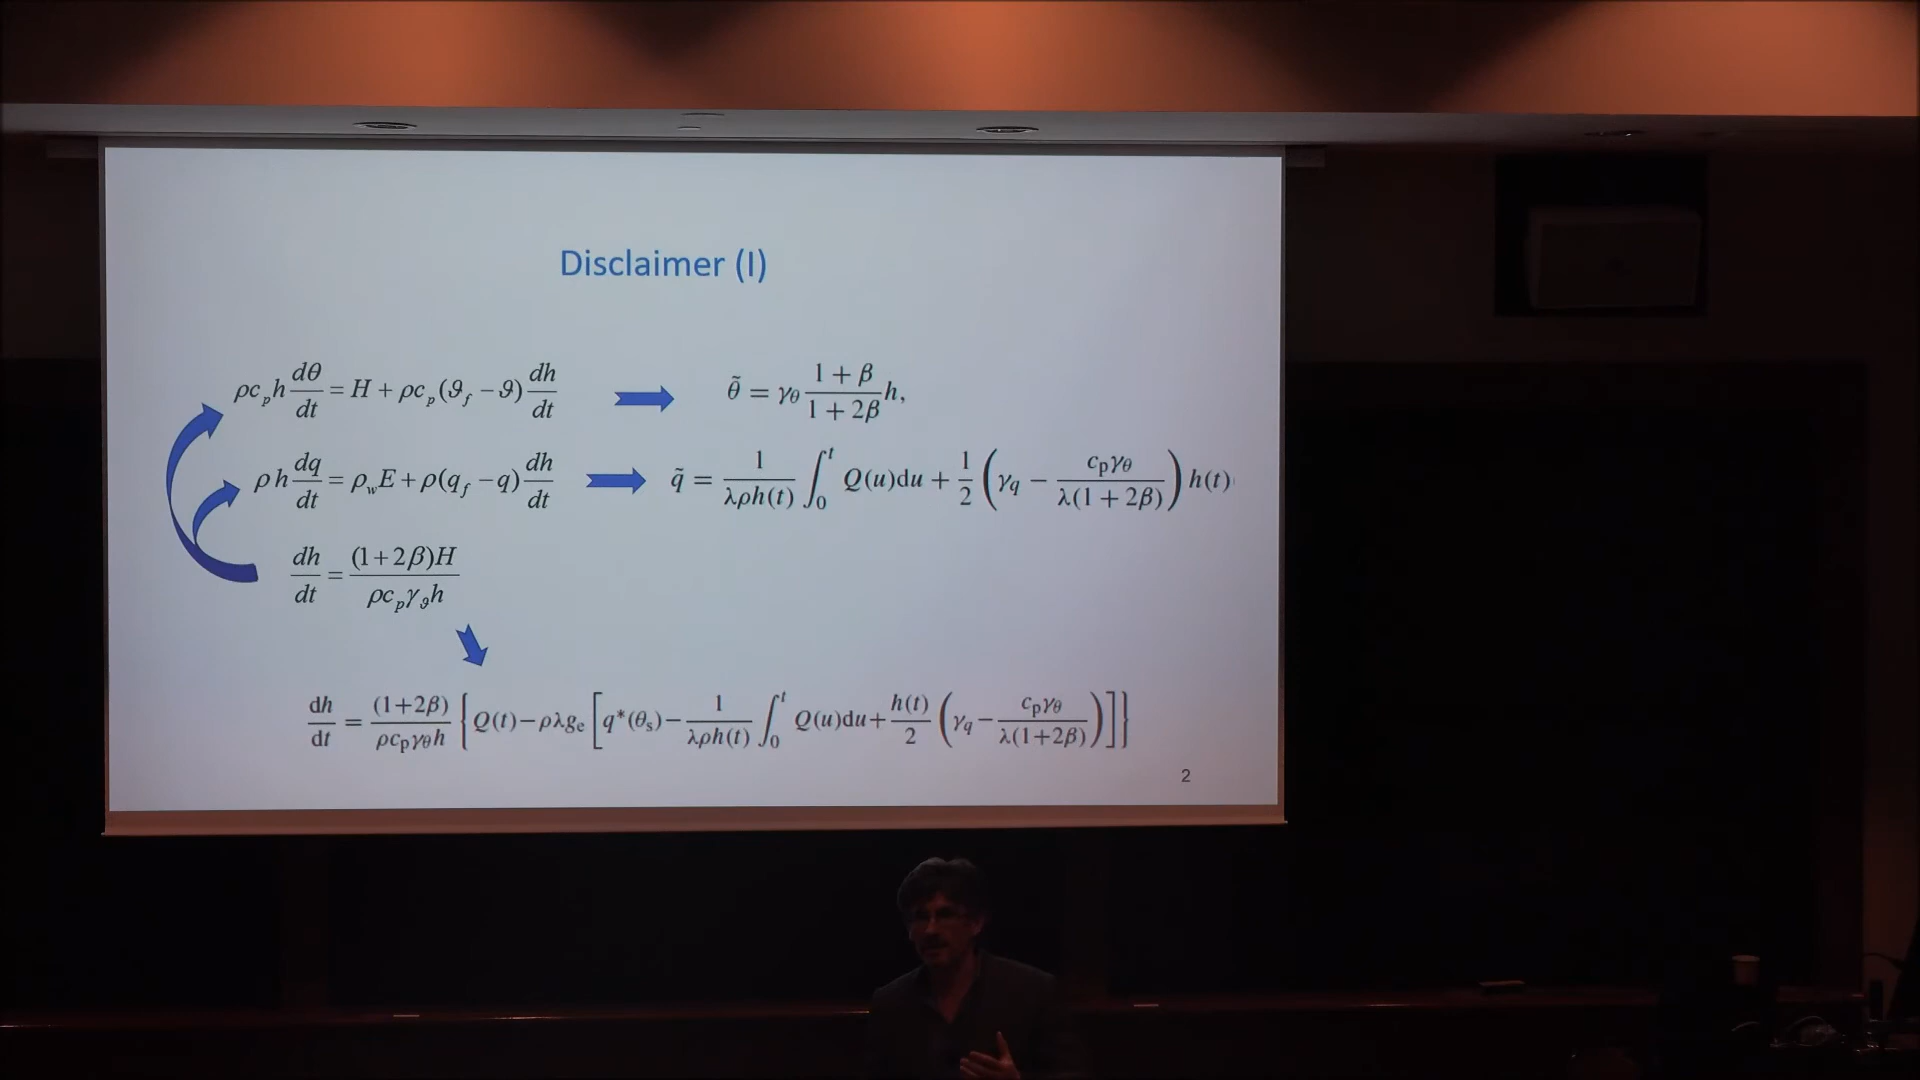 Disclaimer (I)
ρc_p h dθ/dt = H + ρc_p(ϑ_f − ϑ) dh/dt
θ̃ = γ_θ (1 + β)/(1 + 2β) h,
ρh dq/dt = ρ_w E + ρ(q_f − q) dh/dt
q̃ = 1/(λρh(t)) ∫_0^t Q(u)du + 1/2 (γ_q − c_pγ_θ/(λ(1 + 2β))) h(t)
dh/dt = (1+2β)H/(ρc_pγ_ϑh)
dh/dt = (1+2β)/(ρc_pγ_θh) {Q(t)−ρλg_e[q*(θ_s)−1/(λρh(t)) ∫_0^t Q(u)du+h(t)/2 (γ_q−c_pγ_θ/(λ(1+2β)))]}
2